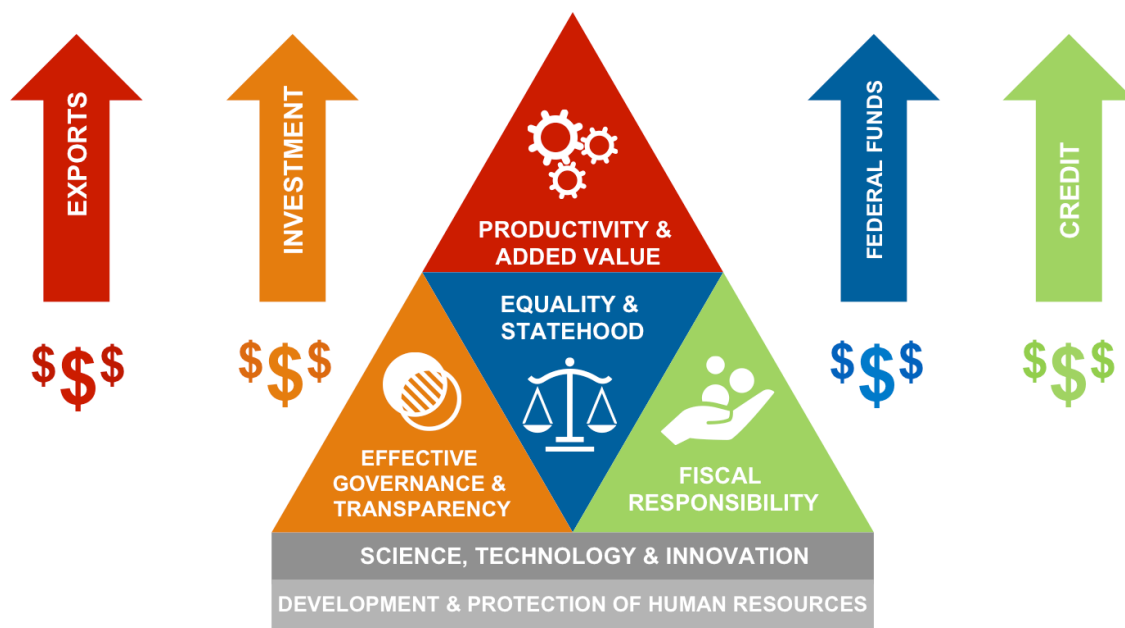 EXPORTS
INVESTMENT
PRODUCTIVITY &
ADDED VALUE
FEDERAL FUNDS
CREDIT
$$$
$$$
$$$
$$$
EQUALITY &
STATEHOOD
EFFECTIVE
GOVERNANCE &
TRANSPARENCY
FISCAL
RESPONSIBILITY
SCIENCE, TECHNOLOGY & INNOVATION
DEVELOPMENT & PROTECTION OF HUMAN RESOURCES